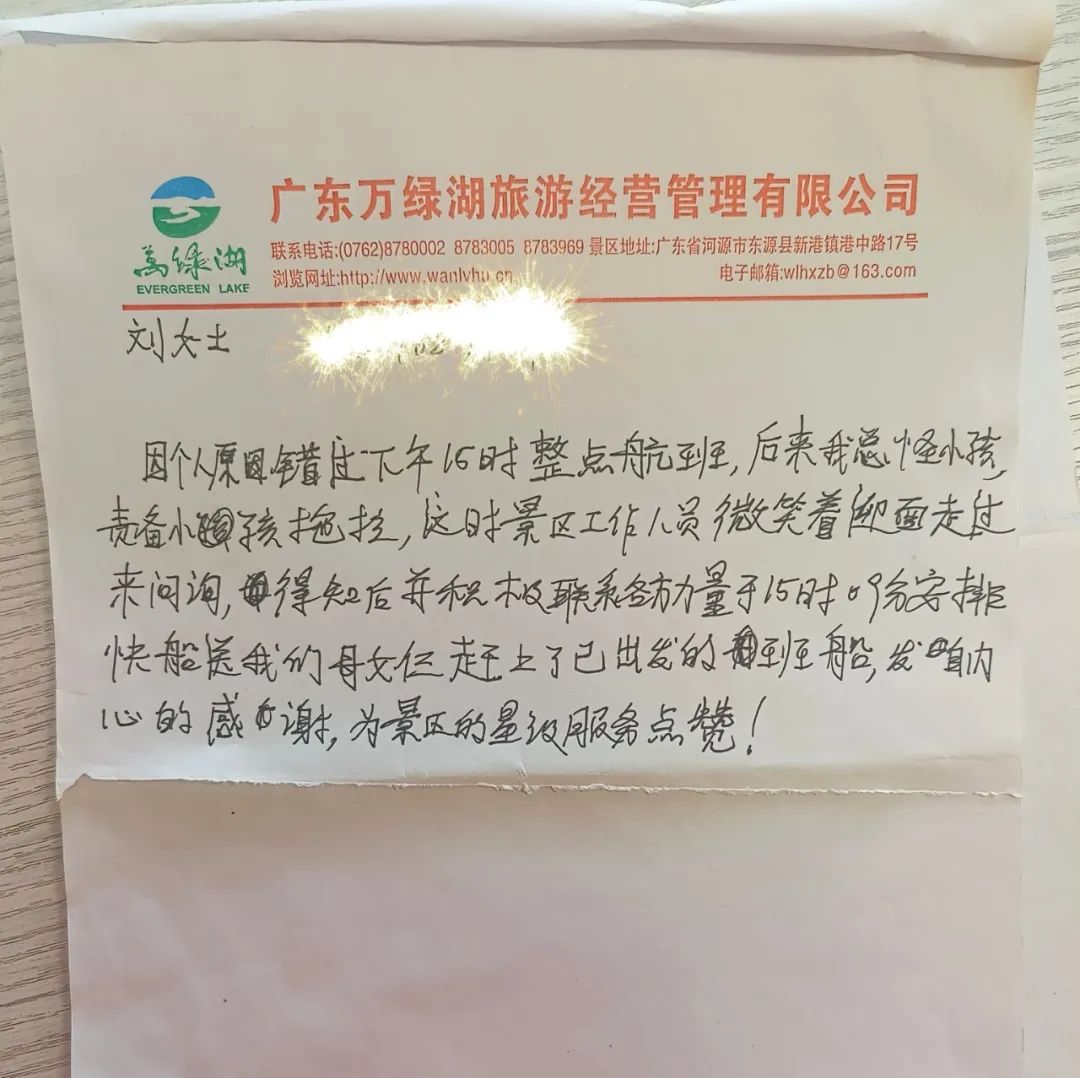 广东万绿湖旅游经营管理有限公司
联系电话:(0762)8780002 8783005 8783969 景区地址:广东省河源市东源县新港镇港中路17号
万绿湖
EVERGREEN LAKE
浏览网址:http://www.wanlvhu.cn
电子邮箱:wlhxzb@163.com
刘女士
因个人原因错过下午15时整点航班,后来我总怪小孩,
责备小孩拖拉,这时景区工作人员微笑着迎面走过
来问询,得知后并积极联系各方力量于15时09分安排
快船送我们母女仨赶上了已出发的班船,发自内
心的感谢,为景区的星级服务点赞!